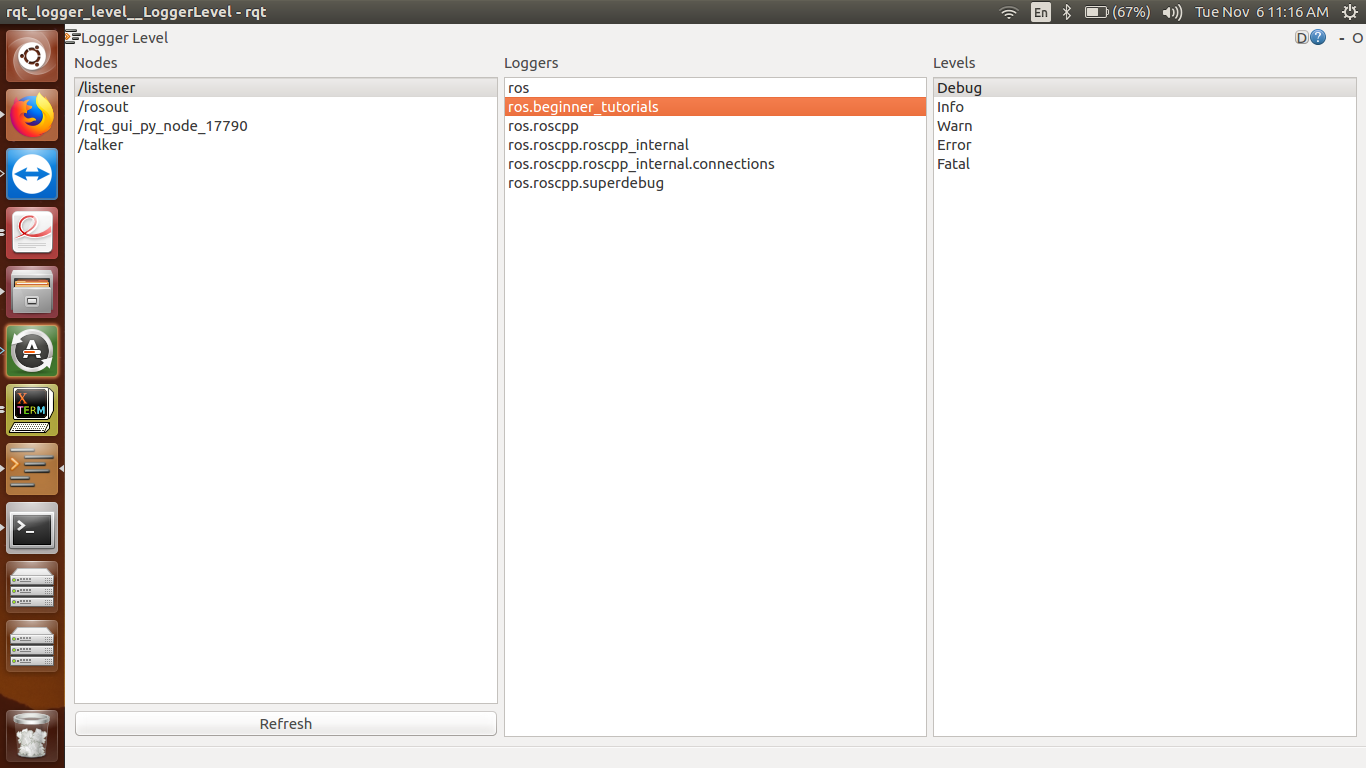 rqt_logger_level__LoggerLevel - rqt
En
(67%)
Tue Nov 6 11:16 AM
Logger Level
D
?
- O
Nodes
/listener
/rosout
/rqt_gui_py_node_17790
/talker
Refresh
Loggers
ros
ros.beginner_tutorials
ros.roscpp
ros.roscpp.roscpp_internal
ros.roscpp.roscpp_internal.connections
ros.roscpp.superdebug
Levels
Debug
Info
Warn
Error
Fatal
A
X
TERM
>
>_